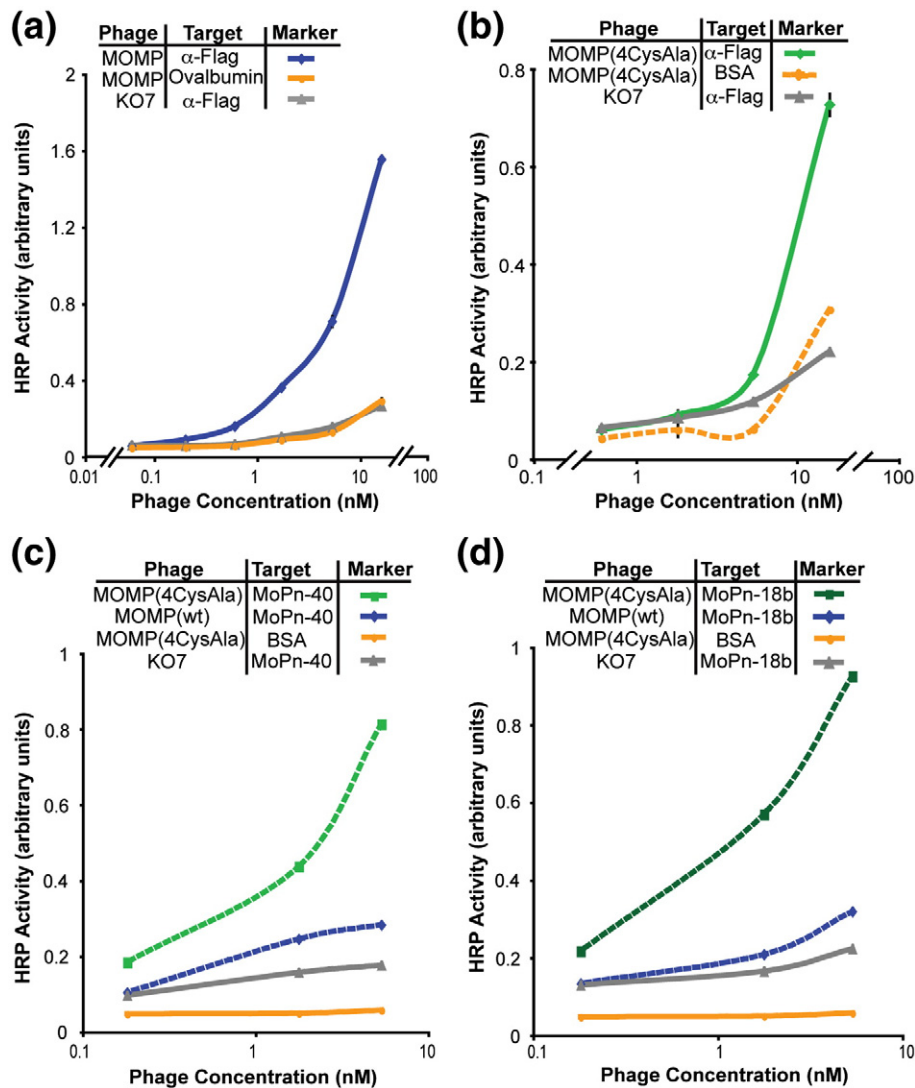 (a)
Phage Target Marker
MOMP α-Flag
MOMP Ovalbumin
KO7 α-Flag
HRP Activity (arbitrary units)
2
1.6
1.2
0.8
0.4
0
0.01 0.1 1 10 100
Phage Concentration (nM)
(b)
Phage Target Marker
MOMP(4CysAla) α-Flag
MOMP(4CysAla) BSA
KO7 α-Flag
HRP Activity (arbitrary units)
0.8
0.6
0.4
0.2
0
0.1 1 10 100
Phage Concentration (nM)
(c)
Phage Target Marker
MOMP(4CysAla) MoPn-40
MOMP(wt) MoPn-40
MOMP(4CysAla) BSA
KO7 MoPn-40
HRP Activity (arbitrary units)
1
0.8
0.6
0.4
0.2
0
0.1 1 10
Phage Concentration (nM)
(d)
Phage Target Marker
MOMP(4CysAla) MoPn-18b
MOMP(wt) MoPn-18b
MOMP(4CysAla) BSA
KO7 MoPn-18b
HRP Activity (arbitrary units)
1
0.8
0.6
0.4
0.2
0
0.1 1 10
Phage Concentration (nM)